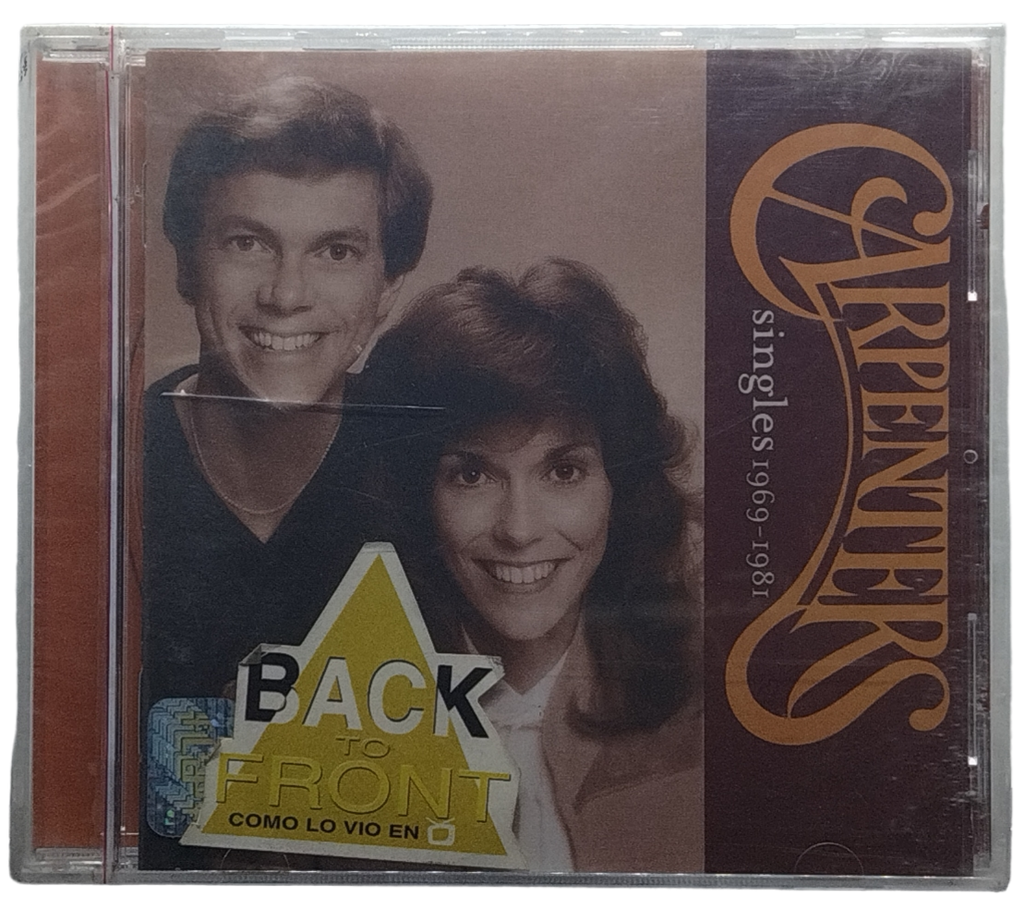 CARPENTERS
singles 1969-1981
BACK
TO
FRONT
COMO LO VIO EN